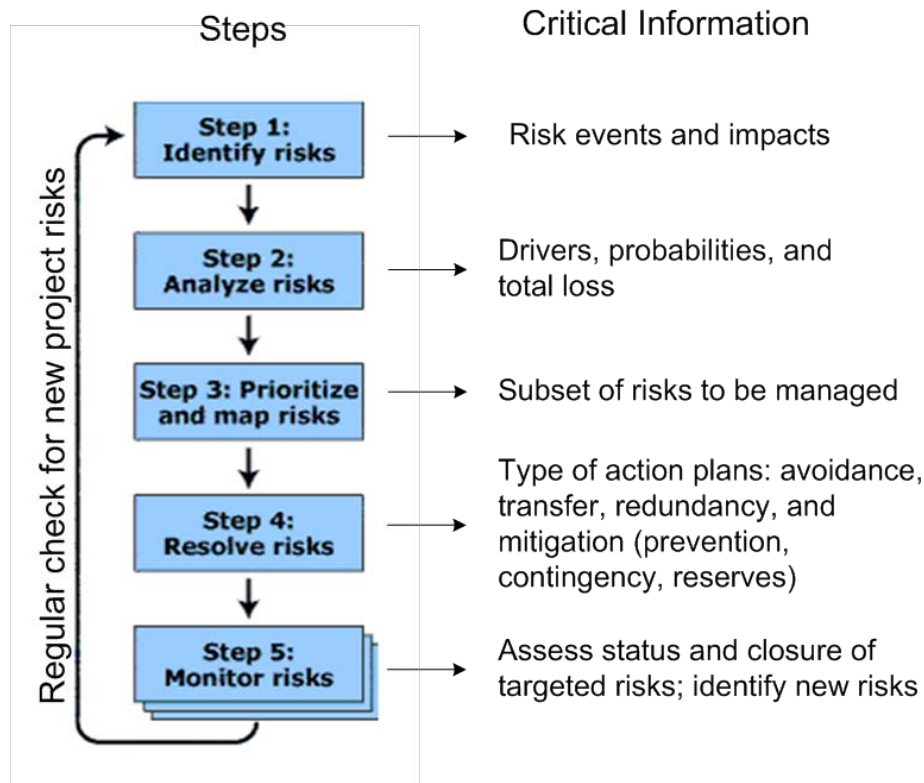 Steps
Critical Information
Regular check for new project risks
Step 1:
Identify risks
Risk events and impacts
Step 2:
Analyze risks
Drivers, probabilities, and
total loss
Step 3: Prioritize
and map risks
Subset of risks to be managed
Step 4:
Resolve risks
Type of action plans: avoidance,
transfer, redundancy, and
mitigation (prevention,
contingency, reserves)
Step 5:
Monitor risks
Assess status and closure of
targeted risks; identify new risks